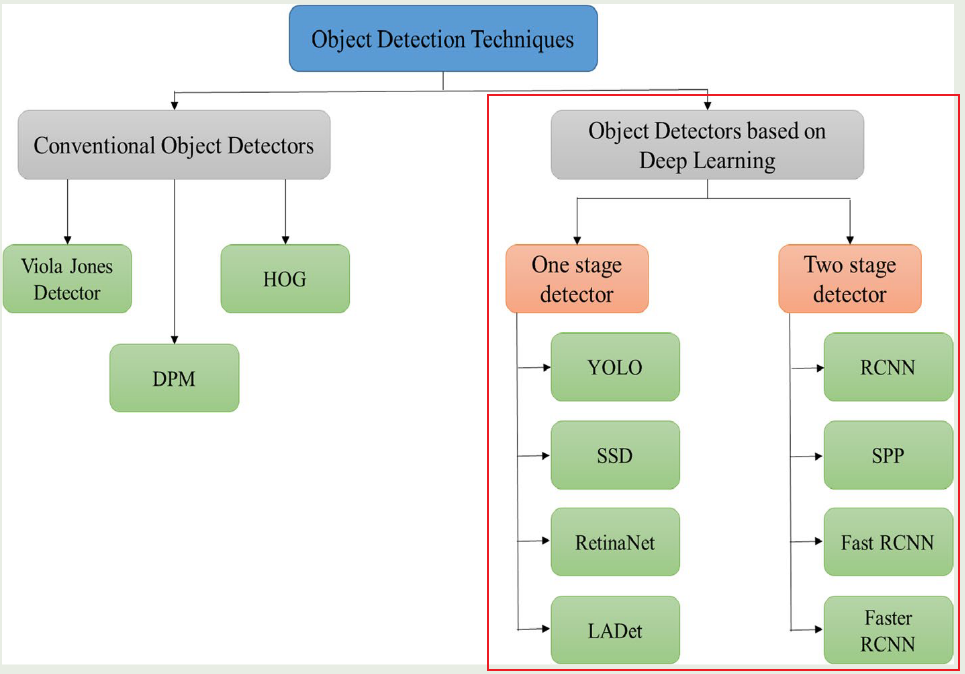 Object Detection Techniques
Conventional Object Detectors
Object Detectors based on
Deep Learning
Viola Jones
Detector
HOG
DPM
One stage
detector
Two stage
detector
YOLO
SSD
RetinaNet
LADet
RCNN
SPP
Fast RCNN
Faster
RCNN